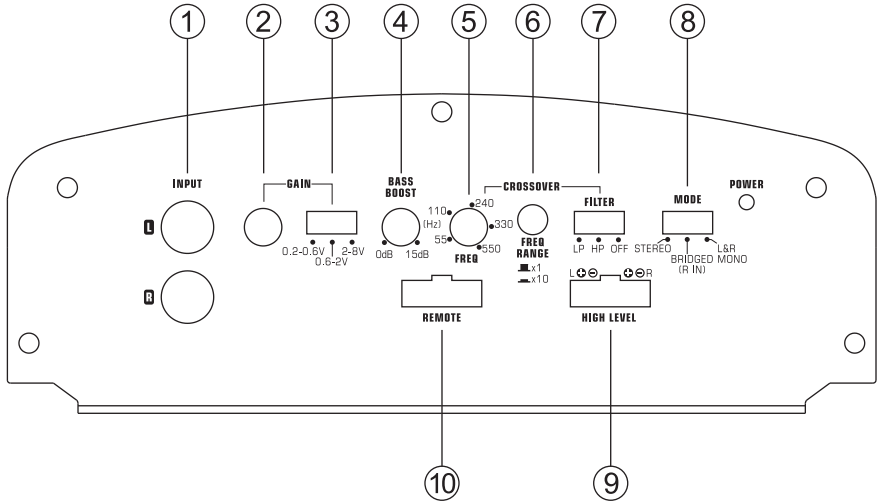 1 2 3 4 5 6 7 8
INPUT
GAIN
BASS
BOOST
CROSSOVER
FILTER
MODE
POWER
L
R
0.2-0.6V
0.6-2V
2-8V
0dB
15dB
110
(Hz)
55
240
330
550
FREQ
FREQ
RANGE
x1
x10
LP HP OFF
STEREO
BRIDGED
(R IN)
L&R
MONO
REMOTE
L + - + - R
HIGH LEVEL
10 9